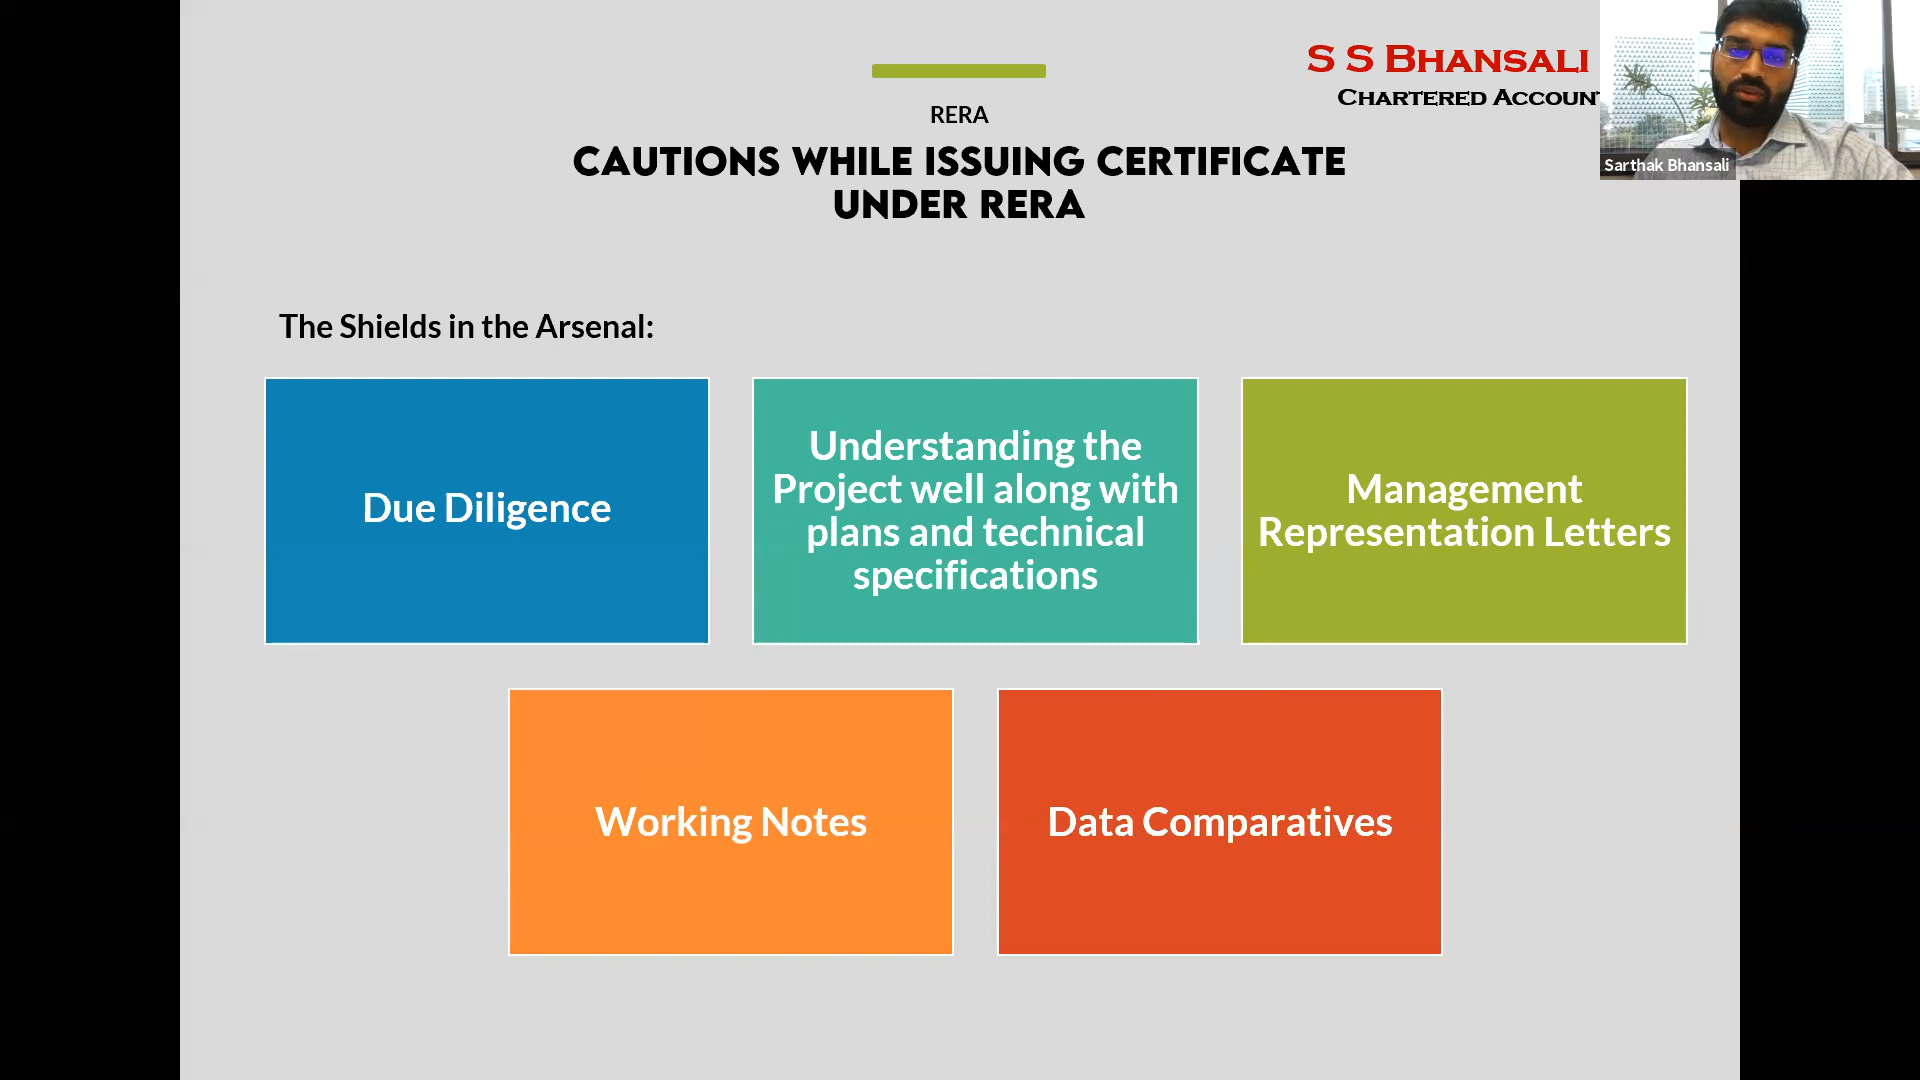 S S BHANSALI
CHARTERED ACCOUN
RERA
CAUTIONS WHILE ISSUING CERTIFICATE
UNDER RERA
Sarthak Bhansali
The Shields in the Arsenal:
Due Diligence
Understanding the
Project well along with
plans and technical
specifications
Management
Representation Letters
Working Notes
Data Comparatives